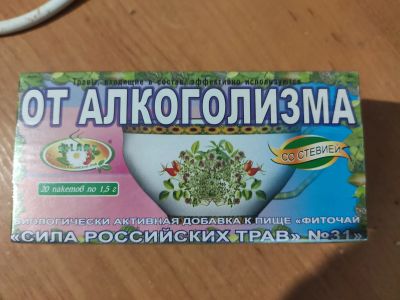 Травы, входящие в состав, эффективно используются
ОТ АЛКОГОЛИЗМА
СО СТЕВИЕЙ
20 пакетов по 1,5 г
БИОЛОГИЧЕСКИ АКТИВНАЯ ДОБАВКА К ПИЩЕ «ФИТОЧАЙ
«СИЛА РОССИЙСКИХ ТРАВ» №31»